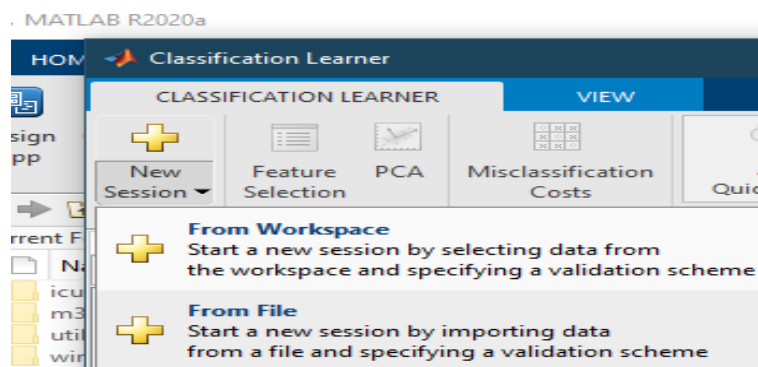 MATLAB R2020a
HOM
Classification Learner
CLASSIFICATION LEARNER
VIEW
sign
pp
New
Session
Feature
Selection
PCA
Misclassification
Costs
Quic
rrent F
Na
icu
m3
util
wir
From Workspace
Start a new session by selecting data from
the workspace and specifying a validation scheme
From File
Start a new session by importing data
from a file and specifying a validation scheme